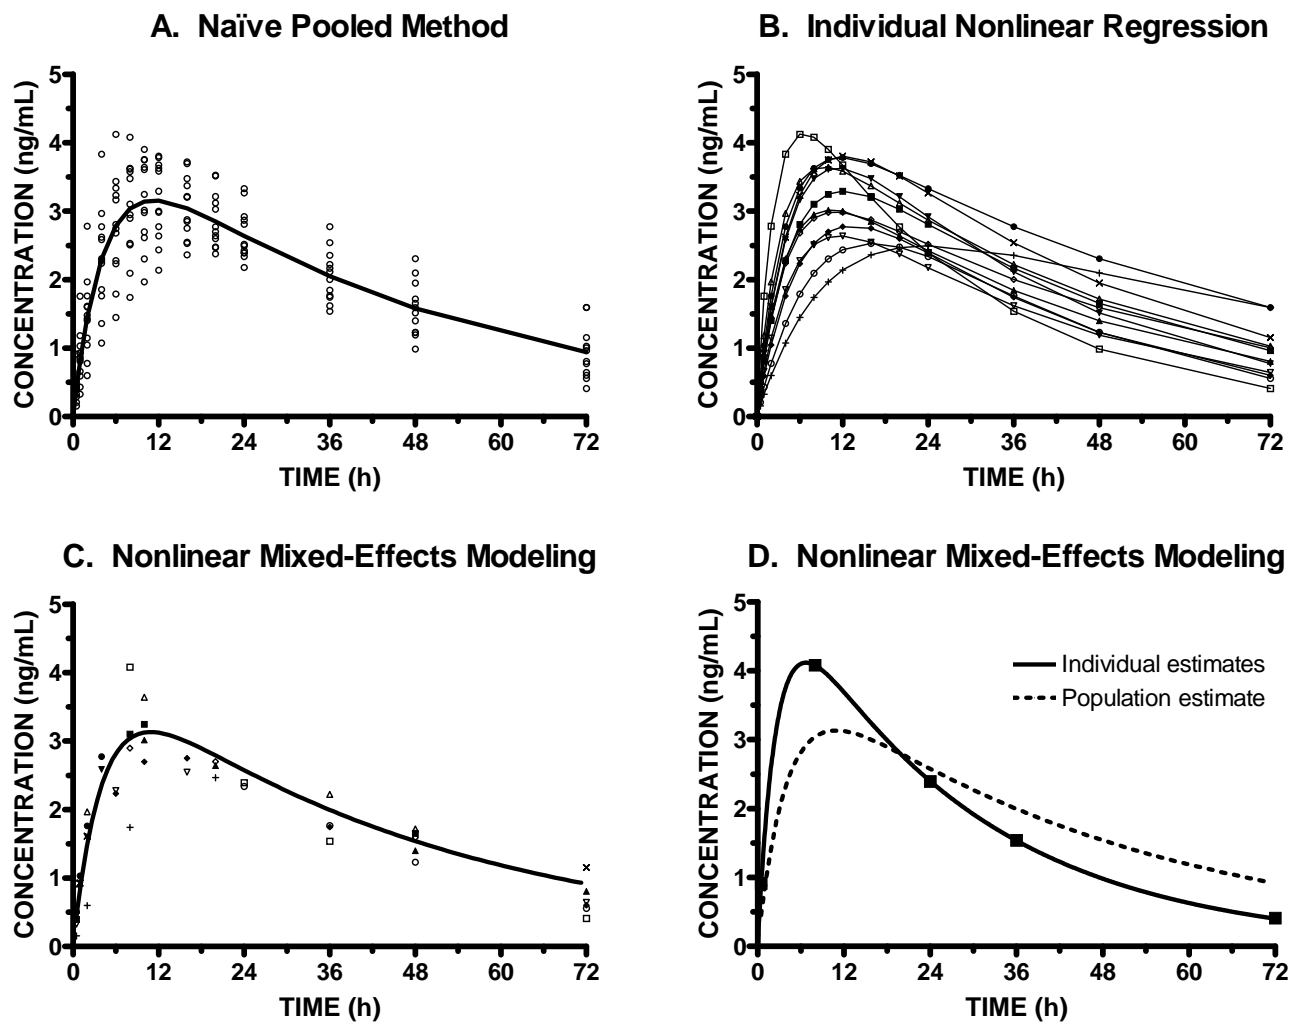 A. Naïve Pooled Method
CONCENTRATION (ng/mL)
5
4
3
2
1
0
0 12 24 36 48 72
TIME (h)
B. Individual Nonlinear Regression
CONCENTRATION (ng/mL)
5
4
3
2
1
0
0 12 24 36 48 60 72
TIME (h)
C. Nonlinear Mixed-Effects Modeling
CONCENTRATION (ng/mL)
5
4
3
2
1
0
0 12 24 36 48 60 72
TIME (h)
D. Nonlinear Mixed-Effects Modeling
CONCENTRATION (ng/mL)
5
4
3
2
1
0
Individual estimates
Population estimate
0 12 24 36 48 60 72
TIME (h)